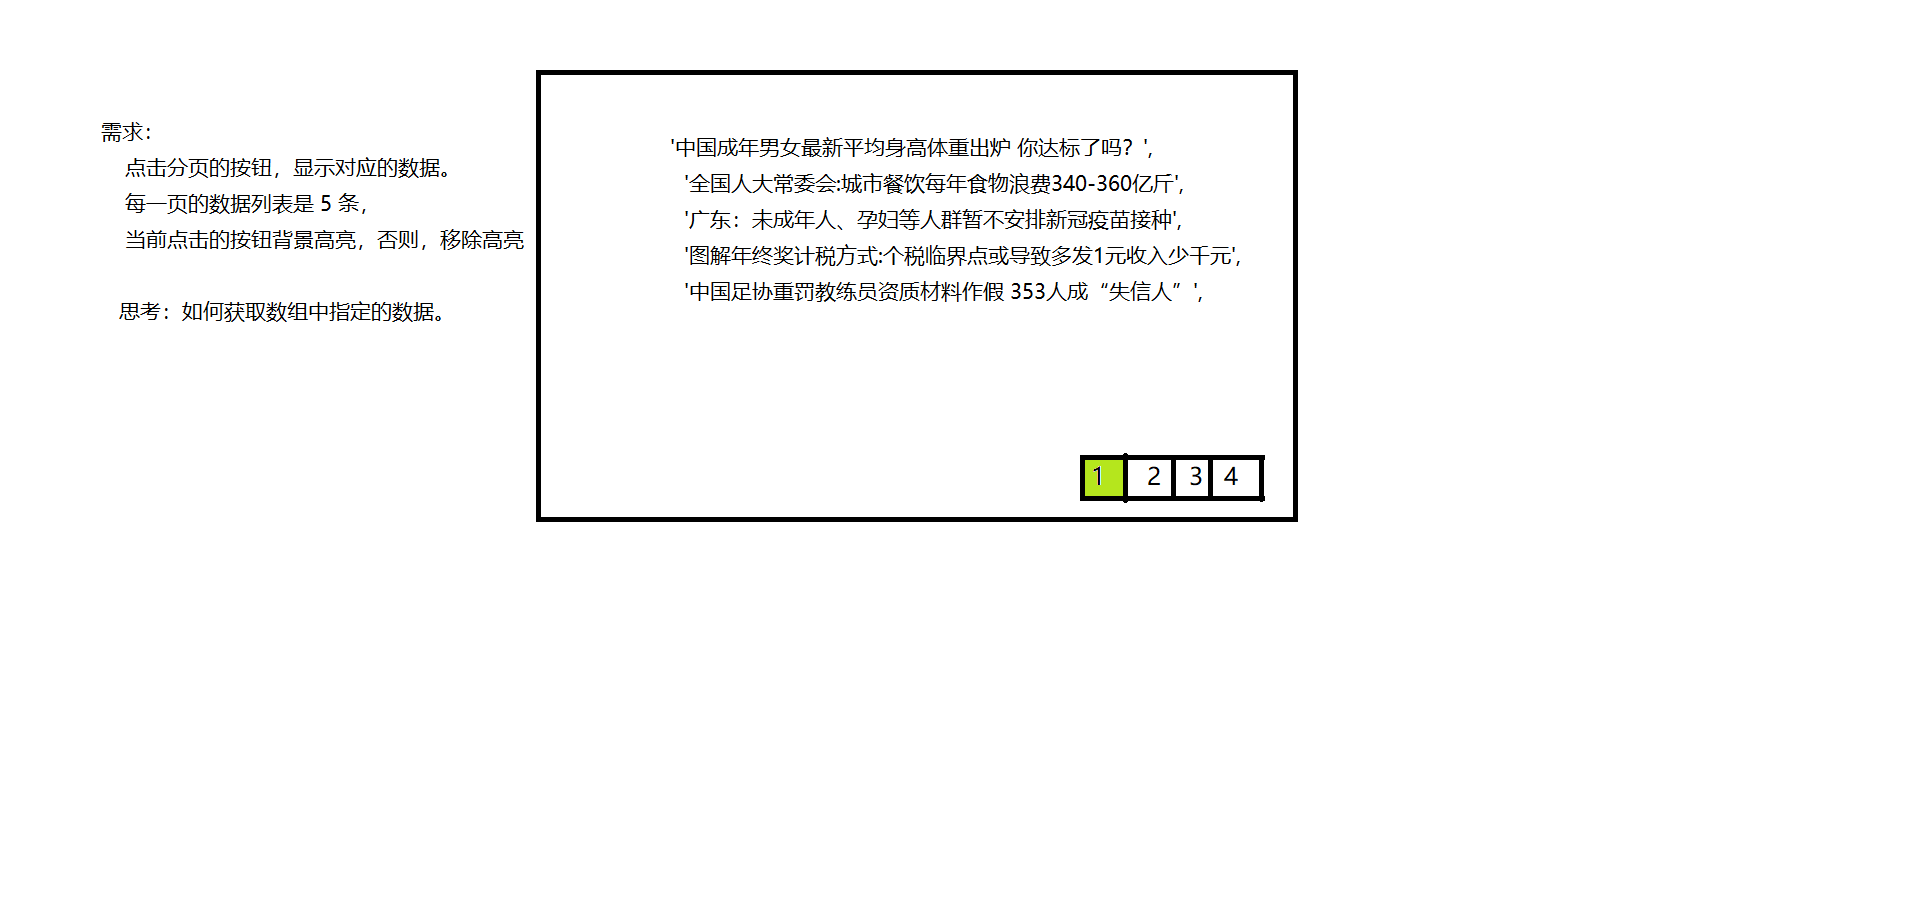 需求：
点击分页的按钮，显示对应的数据。
每一页的数据列表是 5 条，
当前点击的按钮背景高亮，否则，移除高亮
思考：如何获取数组中指定的数据。
'中国成年男女最新平均身高体重出炉 你达标了吗？',
'全国人大常委会:城市餐饮每年食物浪费340-360亿斤',
'广东：未成年人、孕妇等人群暂不安排新冠疫苗接种',
'图解年终奖计税方式:个税临界点或导致多发1元收入少千元',
'中国足协重罚教练员资质材料作假 353人成“失信人”',
1 2 3 4